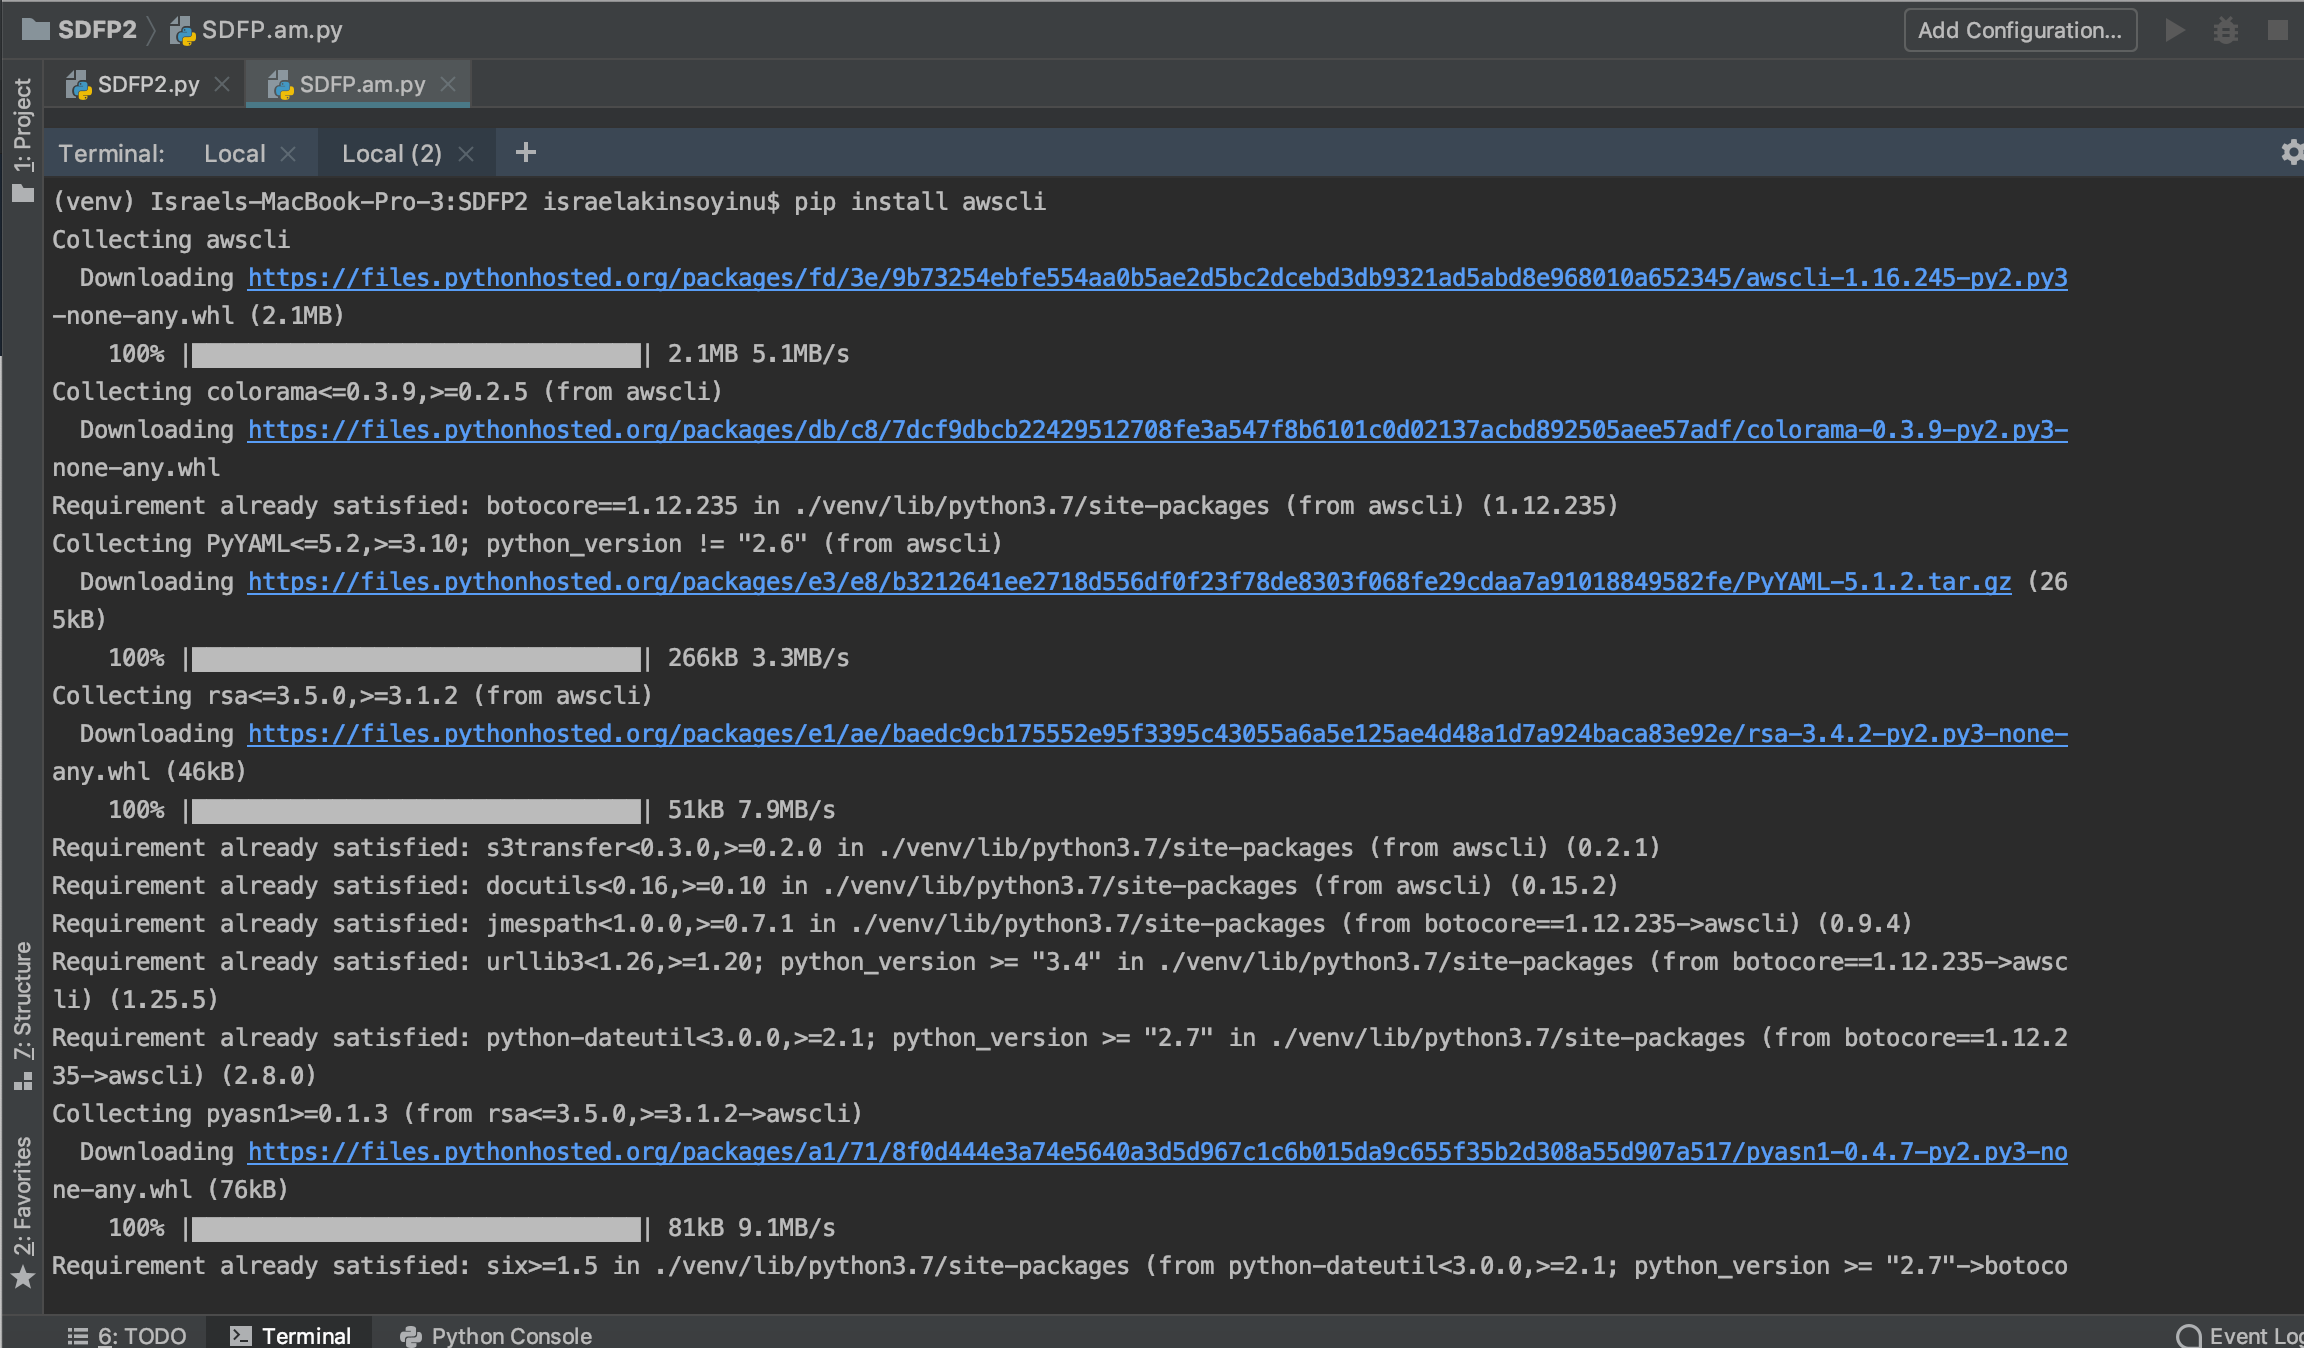 SDFP2 SDFP.am.py Add Configuration...
SDFP2.py SDFP.am.py
1: Project
Terminal: Local Local (2) +
(venv) Israels-MacBook-Pro-3:SDFP2 israelakinsoyinu$ pip install awscli
Collecting awscli
Downloading https://files.pythonhosted.org/packages/fd/3e/9b73254ebfe554aa0b5ae2d5bc2dcebd3db9321ad5abd8e968010a652345/awscli-1.16.245-py2.py3
-none-any.whl (2.1MB)
100% || 2.1MB 5.1MB/s
Collecting colorama<=0.3.9,>=0.2.5 (from awscli)
Downloading https://files.pythonhosted.org/packages/db/c8/7dcf9dbcb22429512708fe3a547f8b6101c0d02137acbd892505aee57adf/colorama-0.3.9-py2.py3-
none-any.whl
Requirement already satisfied: botocore==1.12.235 in ./venv/lib/python3.7/site-packages (from awscli) (1.12.235)
Collecting PyYAML<=5.2,>=3.10; python_version != "2.6" (from awscli)
Downloading https://files.pythonhosted.org/packages/e3/e8/b3212641ee2718d556df0f23f78de8303f068fe29cdaa7a91018849582fe/PyYAML-5.1.2.tar.gz (26
5kB)
100% || 266kB 3.3MB/s
Collecting rsa<=3.5.0,>=3.1.2 (from awscli)
Downloading https://files.pythonhosted.org/packages/e1/ae/baedc9cb175552e95f3395c43055a6a5e125ae4d48a1d7a924baca83e92e/rsa-3.4.2-py2.py3-none-
any.whl (46kB)
100% || 51kB 7.9MB/s
Requirement already satisfied: s3transfer<0.3.0,>=0.2.0 in ./venv/lib/python3.7/site-packages (from awscli) (0.2.1)
Requirement already satisfied: docutils<0.16,>=0.10 in ./venv/lib/python3.7/site-packages (from awscli) (0.15.2)
Requirement already satisfied: jmespath<1.0.0,>=0.7.1 in ./venv/lib/python3.7/site-packages (from botocore==1.12.235->awscli) (0.9.4)
Requirement already satisfied: urllib3<1.26,>=1.20; python_version >= "3.4" in ./venv/lib/python3.7/site-packages (from botocore==1.12.235->awsc
li) (1.25.5)
Requirement already satisfied: python-dateutil<3.0.0,>=2.1; python_version >= "2.7" in ./venv/lib/python3.7/site-packages (from botocore==1.12.2
35->awscli) (2.8.0)
Collecting pyasn1>=0.1.3 (from rsa<=3.5.0,>=3.1.2->awscli)
Downloading https://files.pythonhosted.org/packages/a1/71/8f0d444e3a74e5640a3d5d967c1c6b015da9c655f35b2d308a55d907a517/pyasn1-0.4.7-py2.py3-no
ne-any.whl (76kB)
100% || 81kB 9.1MB/s
Requirement already satisfied: six>=1.5 in ./venv/lib/python3.7/site-packages (from python-dateutil<3.0.0,>=2.1; python_version >= "2.7"->botoco
7: Structure
2: Favorites
6: TODO Terminal Python Console Event Log